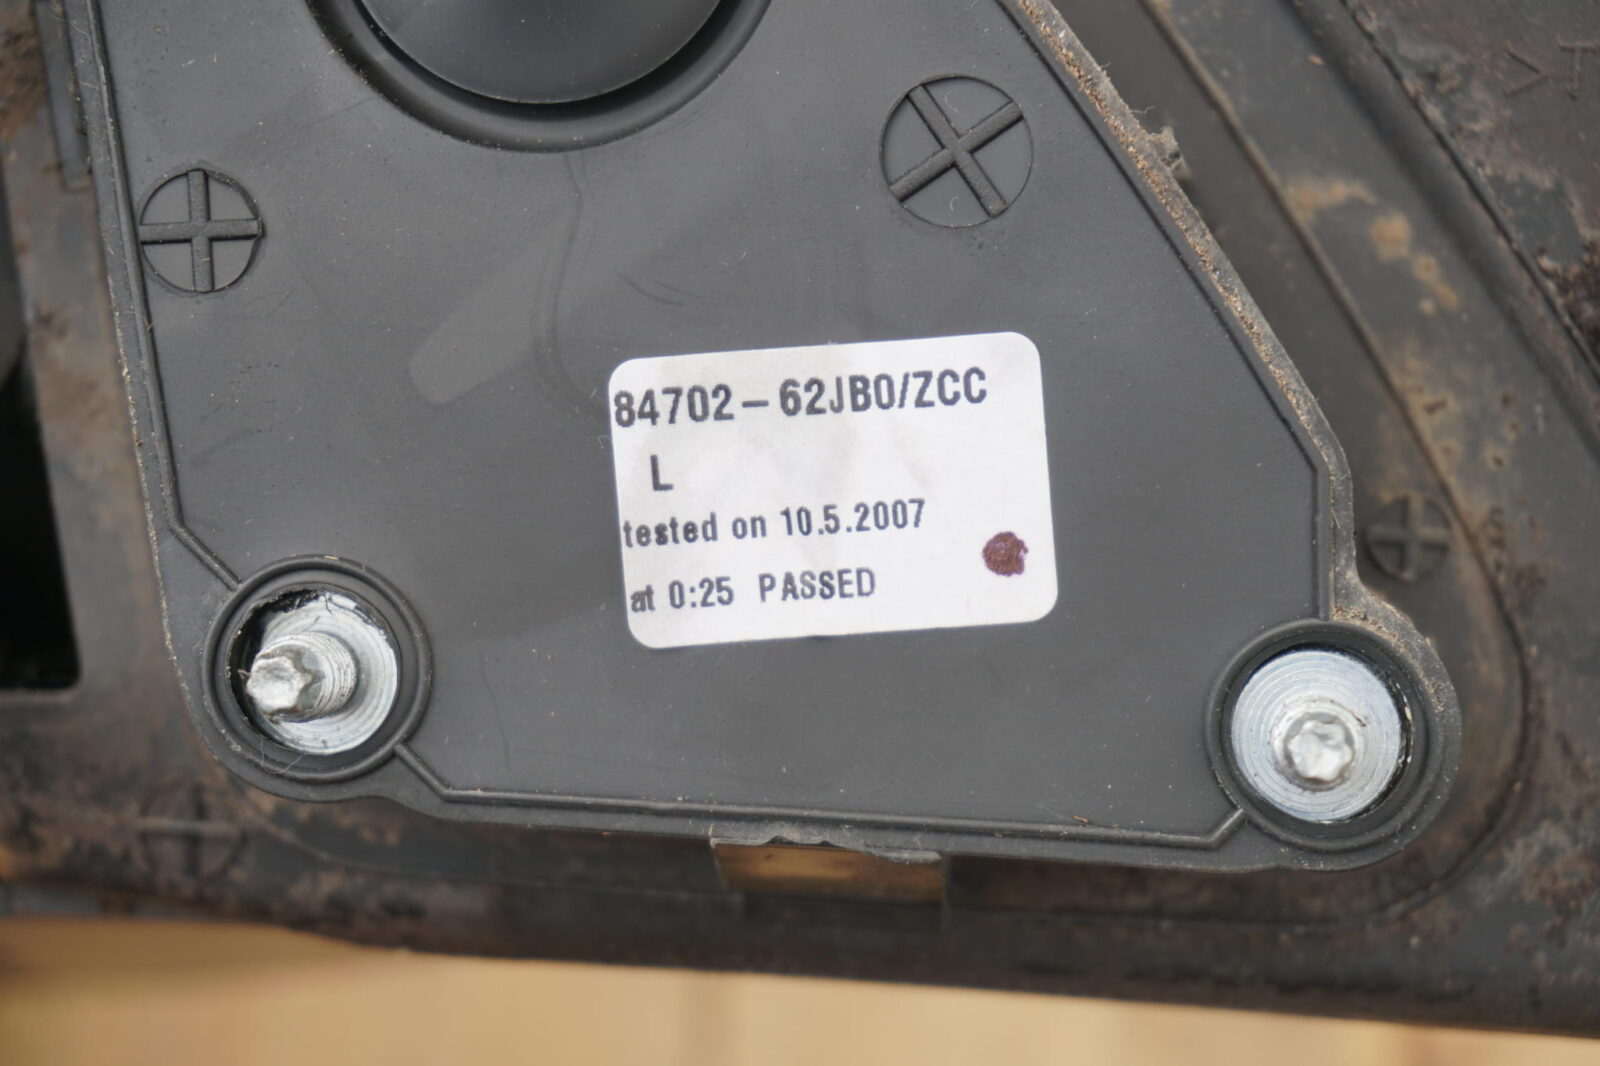 84702-62JB0/ZCC
L
tested on 10.5.2007
at 0:25 PASSED